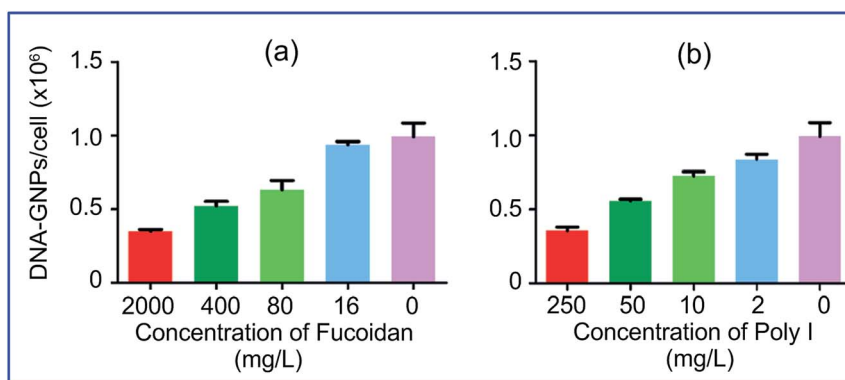 (a)
DNA-GNPs/cell (x10⁶)
1.5
1.0
0.5
0
2000 400 80 16 0
Concentration of Fucoidan
(mg/L)
(b)
1.5
1.0
0.5
0
250 50 10 2 0
Concentration of Poly I
(mg/L)